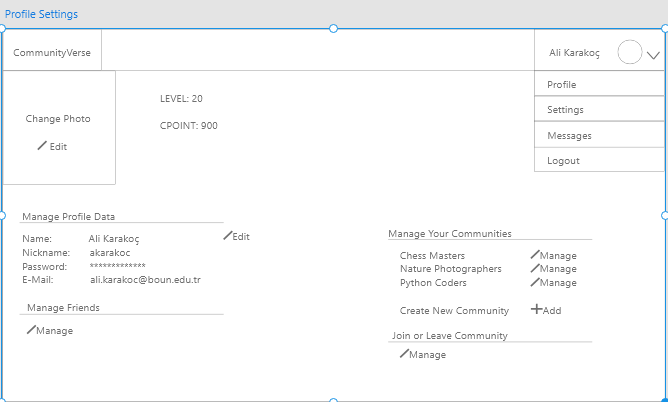 Profile Settings
CommunityVerse
Ali Karakoç
Profile
Settings
Messages
Logout
Change Photo
Edit
LEVEL: 20
CPOINT: 900
Manage Profile Data
Name: Ali Karakoç
Edit
Nickname: akarakoc
Password: *************
E-Mail: ali.karakoc@boun.edu.tr
Manage Friends
Manage
Manage Your Communities
Chess Masters Manage
Nature Photographers Manage
Python Coders Manage
Create New Community Add
Join or Leave Community
Manage